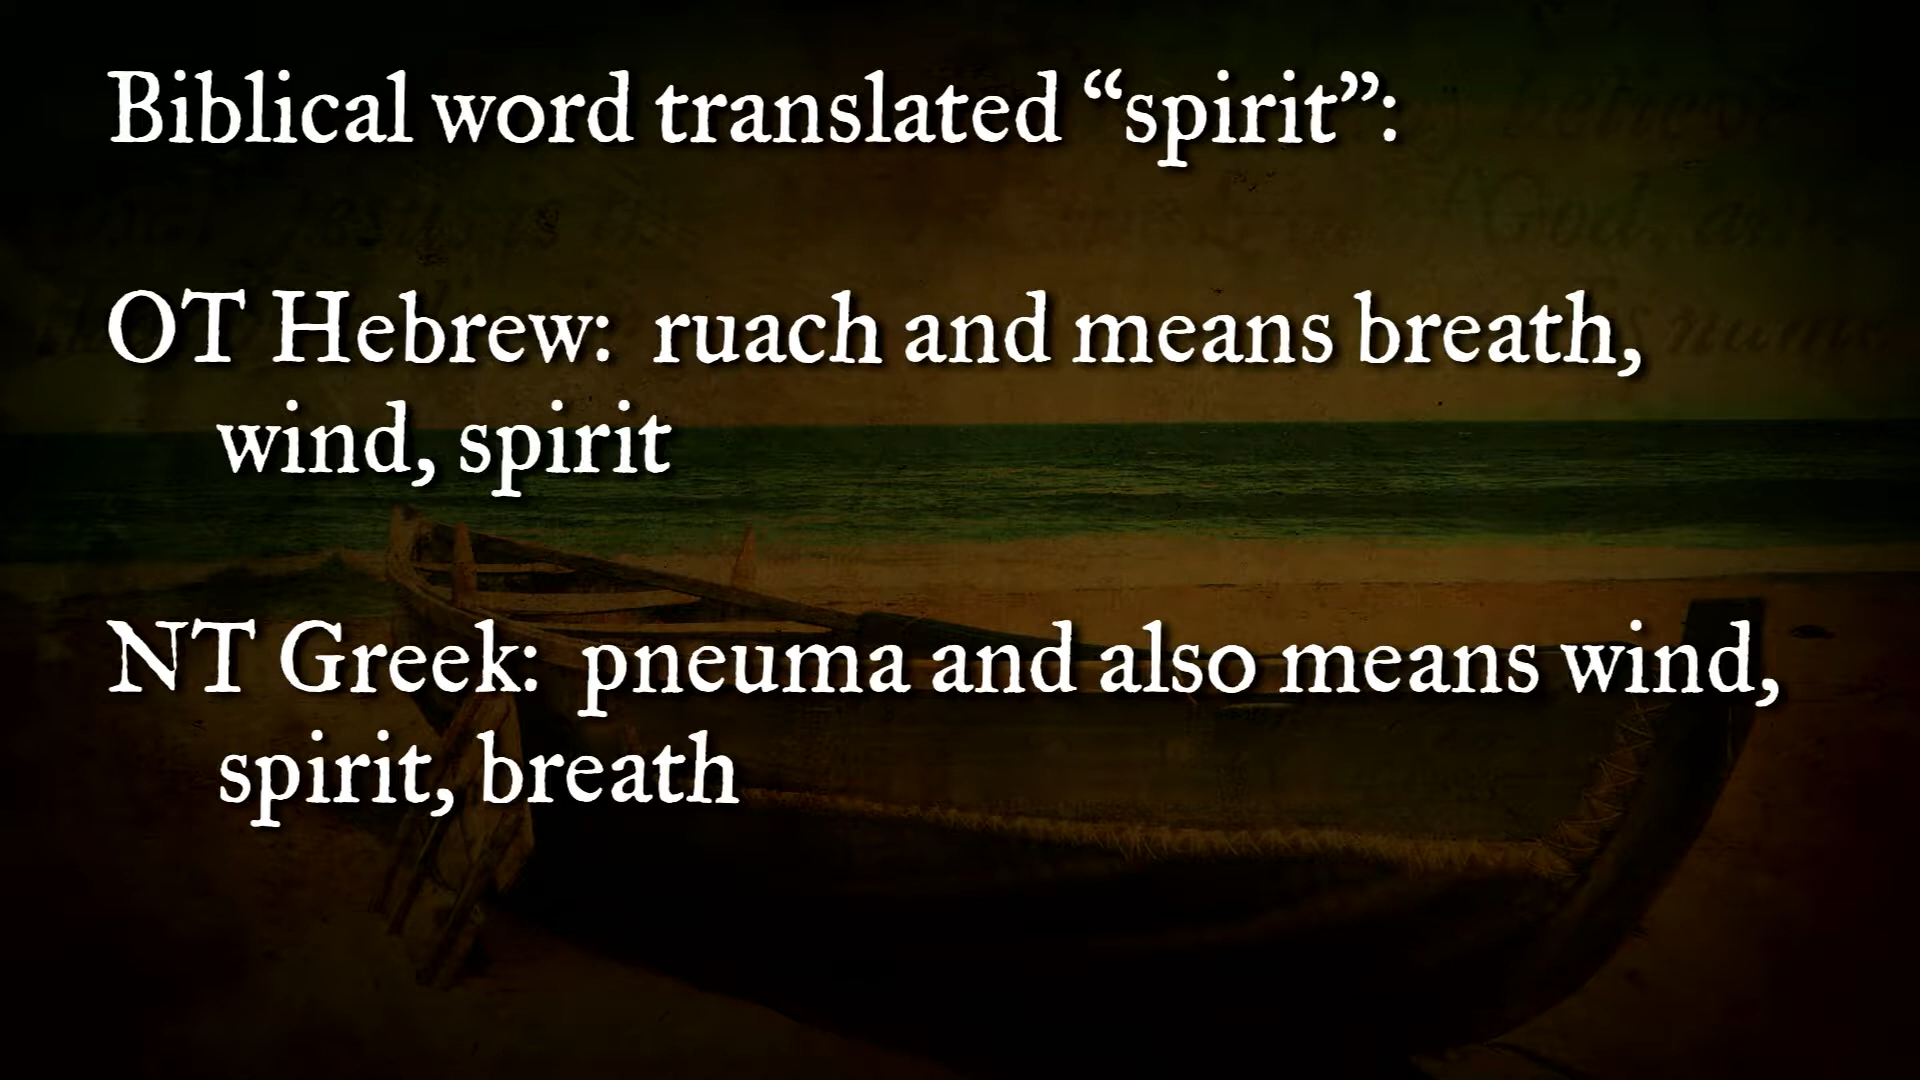 Biblical word translated “spirit”:
OT Hebrew:  ruach and means breath,
wind, spirit
NT Greek:  pneuma and also means wind,
spirit, breath